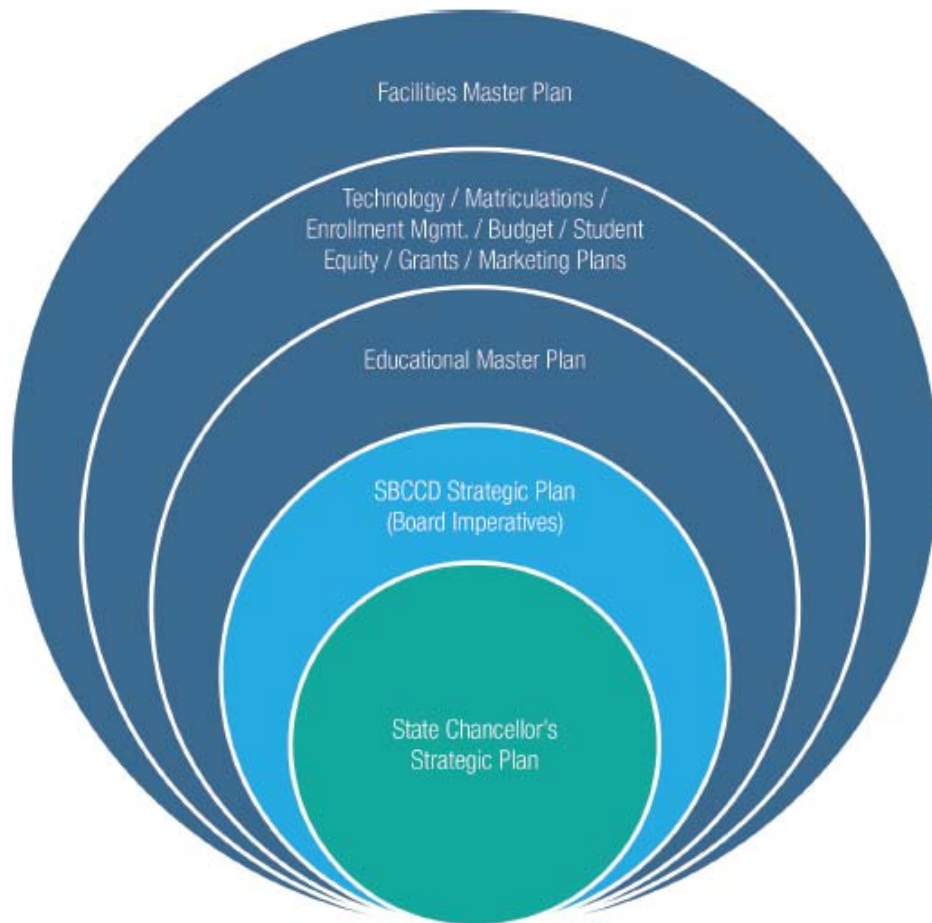 Facilities Master Plan
Technology / Matriculations /
Enrollment Mgmt. / Budget / Student
Equity / Grants / Marketing Plans
Educational Master Plan
SBCCD Strategic Plan
(Board Imperatives)
State Chancellor's
Strategic Plan